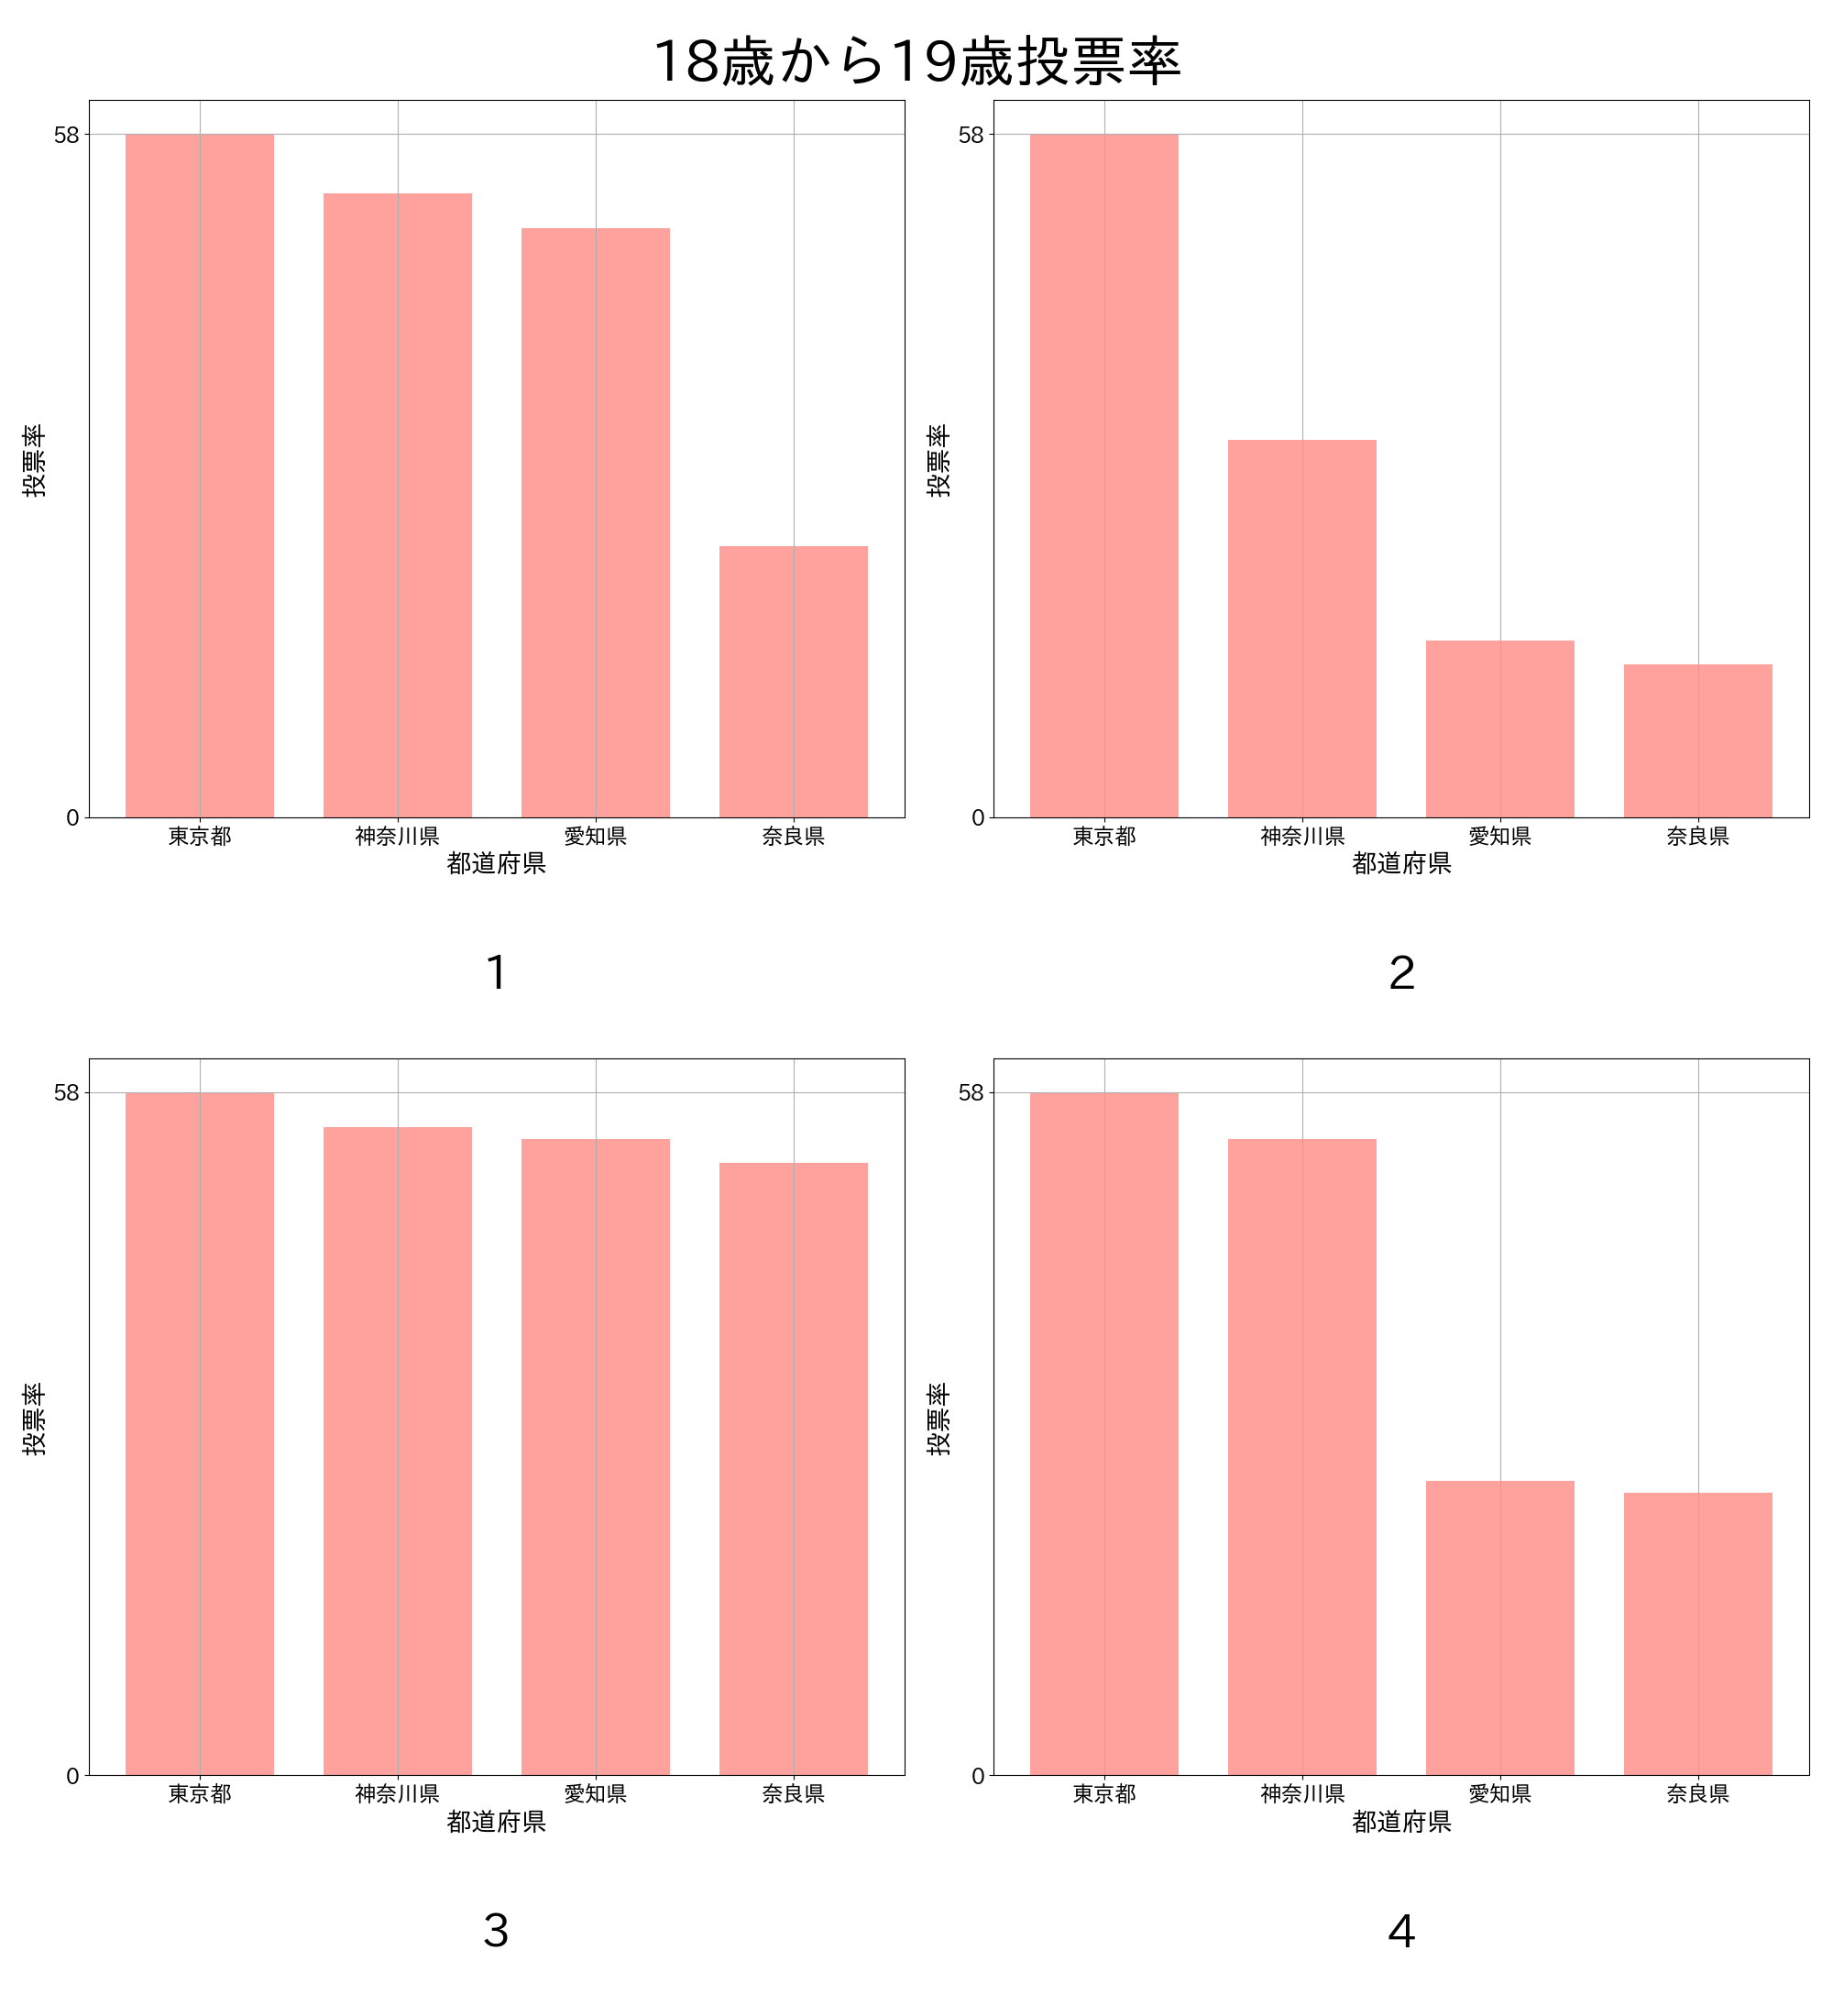 18歳から19歳投票率
58
0
投票率
東京都 神奈川県 愛知県 奈良県
都道府県
1
58
0
投票率
東京都 神奈川県 愛知県 奈良県
都道府県
2
58
0
投票率
東京都 神奈川県 愛知県 奈良県
都道府県
3
58
0
投票率
東京都 神奈川県 愛知県 奈良県
都道府県
4